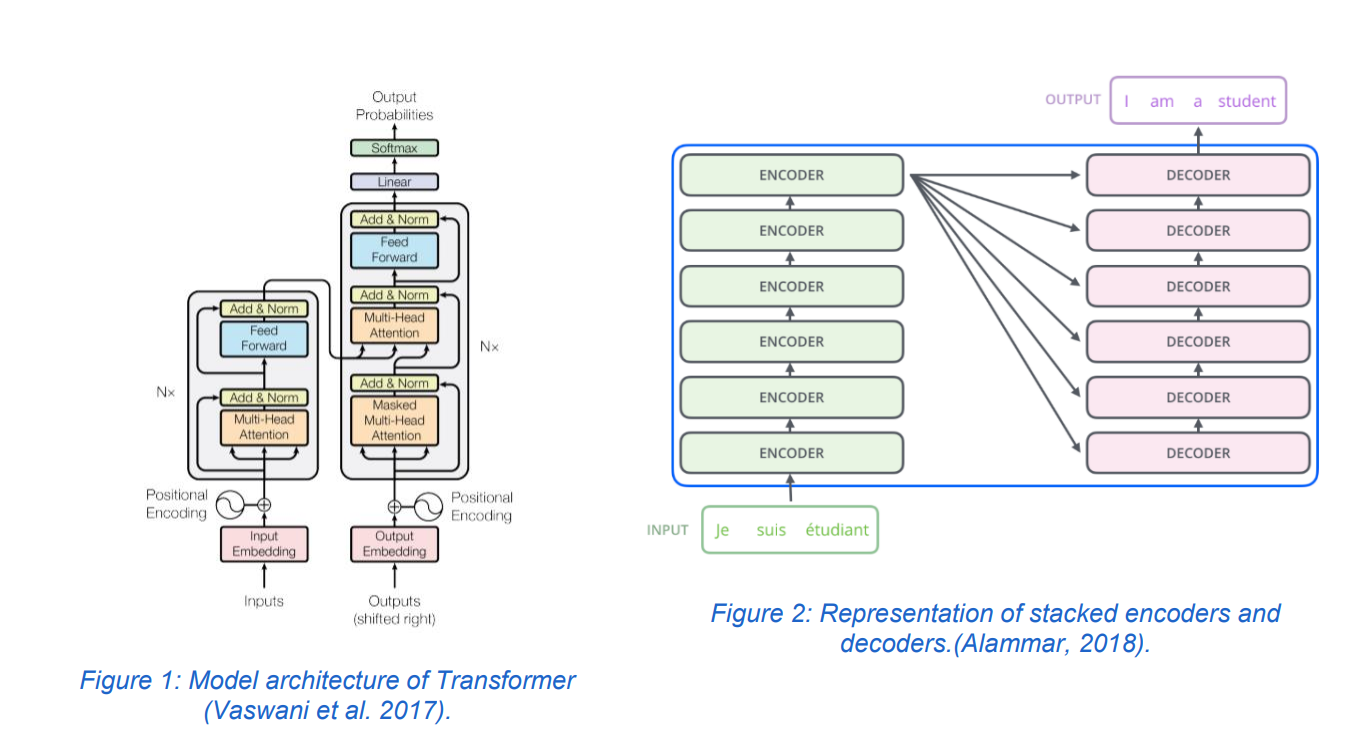 Output
Probabilities
Softmax
Linear
Add & Norm
Feed
Forward
Add & Norm
Multi-Head
Attention
Add & Norm
Masked
Multi-Head
Attention
Nx
Add & Norm
Feed
Forward
Add & Norm
Multi-Head
Attention
Nx
Positional
Encoding
Positional
Encoding
Input
Embedding
Output
Embedding
Inputs
Outputs
(shifted right)
Figure 1: Model architecture of Transformer
(Vaswani et al. 2017).
OUTPUT I am a student
ENCODER DECODER
ENCODER DECODER
ENCODER DECODER
ENCODER DECODER
ENCODER DECODER
ENCODER DECODER
INPUT Je suis étudiant
Figure 2: Representation of stacked encoders and
decoders.(Alammar, 2018).